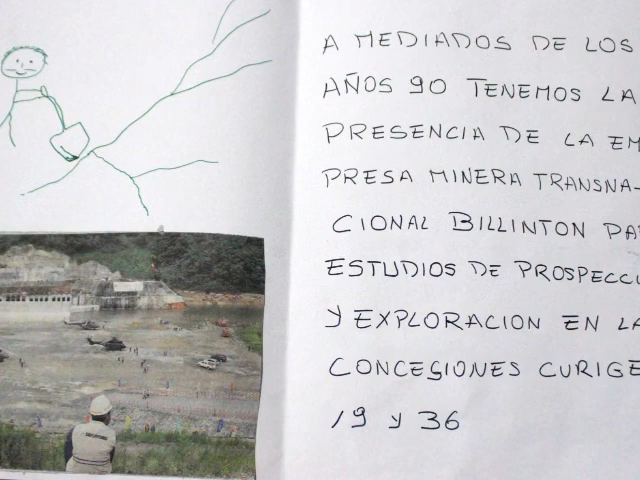 A MEDIADOS DE LOS
AÑOS 90 TENEMOS LA
PRESENCIA DE LA EM
PRESA MINERA TRANSNA-
CIONAL BILLINTON PA
ESTUDIOS DE PROSPECCI
Y EXPLORACION EN LA
CONCESIONES CURIGE
19 y 36